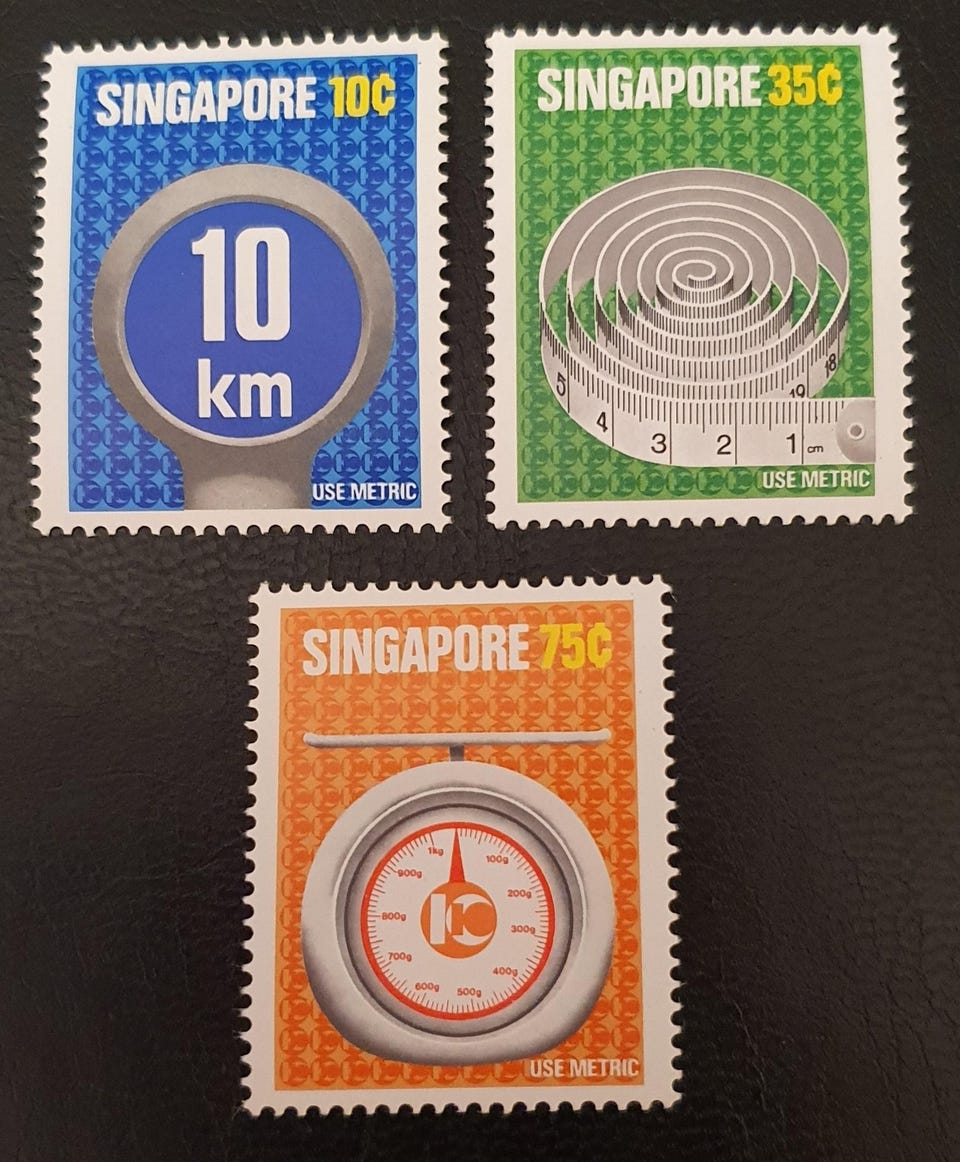 SINGAPORE 10¢
10
km
USE METRIC
SINGAPORE 35¢
18
19
5
4
3
2
1 cm
USE METRIC
SINGAPORE 75¢
1kg
100g
900g
200g
800g
300g
700g
400g
600g
500g
10
USE METRIC